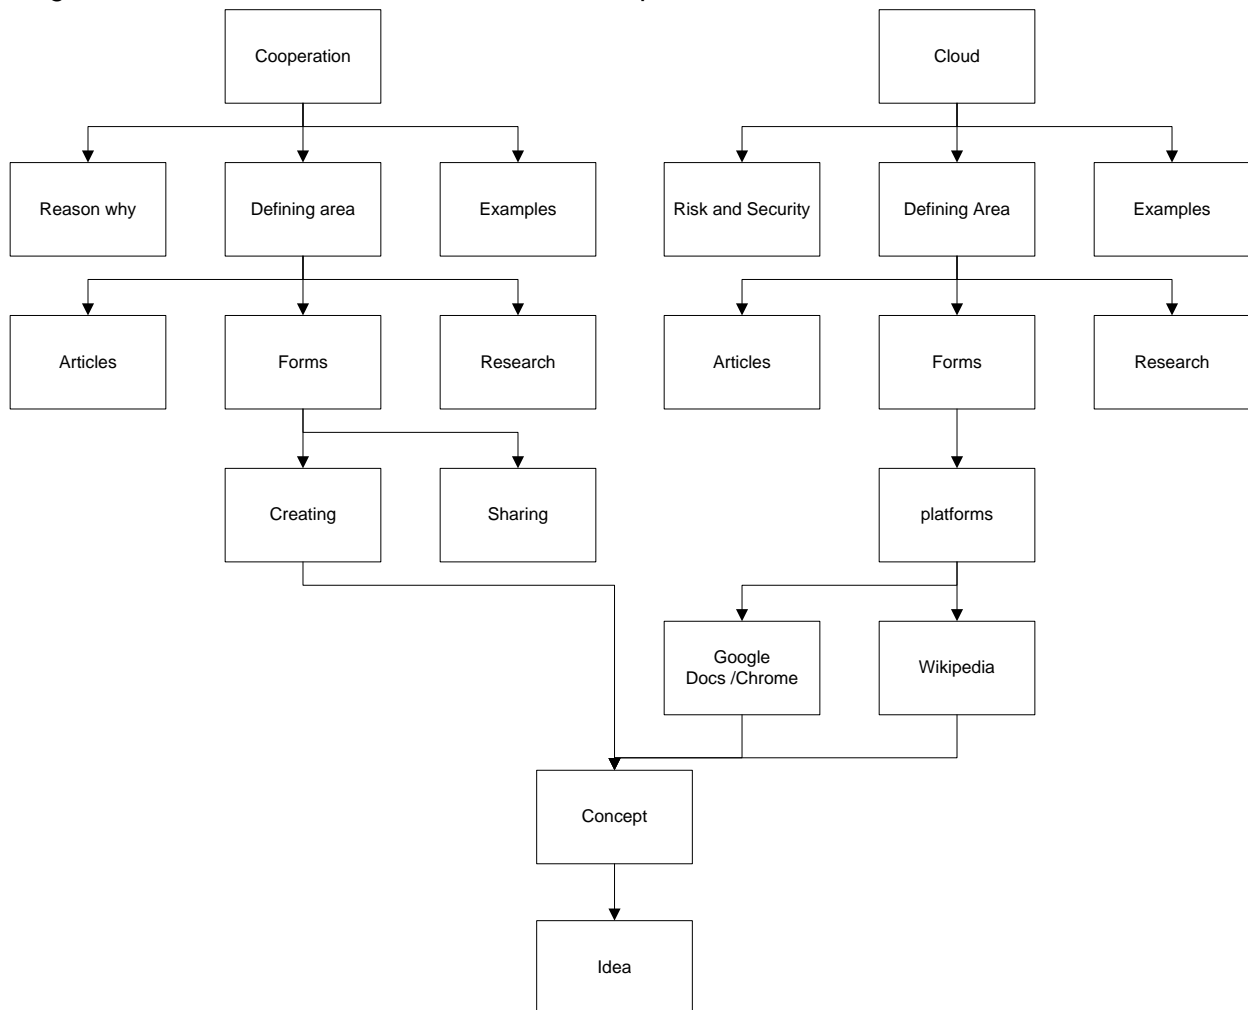 Cooperation
Cloud
Reason why
Defining area
Examples
Risk and Security
Defining Area
Examples
Articles
Forms
Research
Articles
Forms
Research
Creating
Sharing
platforms
Google
Docs /Chrome
Wikipedia
Concept
Idea